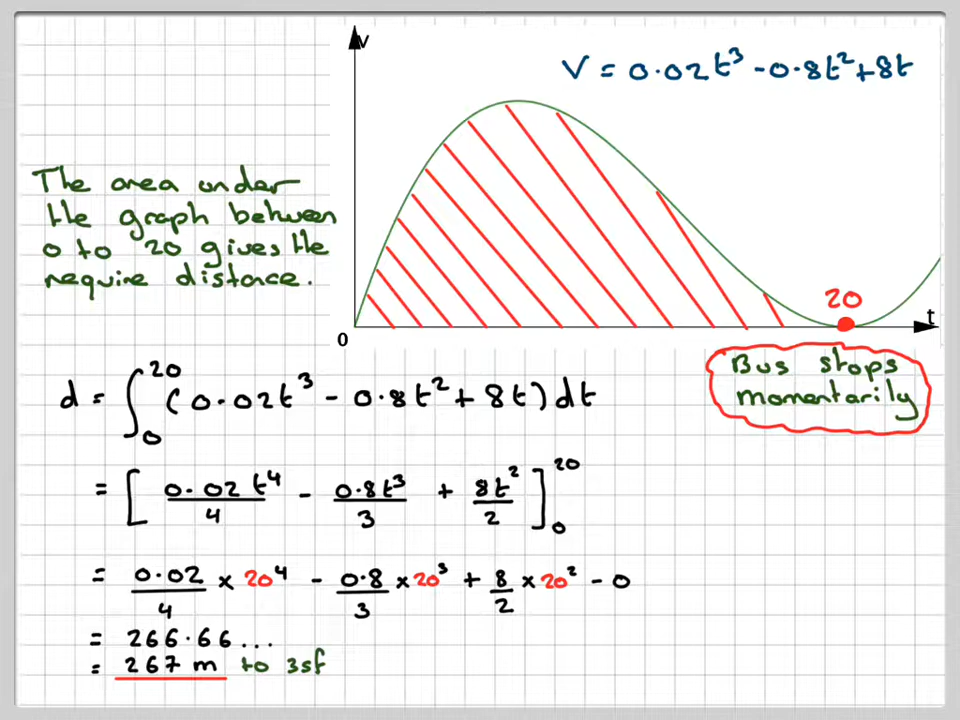 v
V = 0.02t³ - 0.8t² + 8t
The area under
the graph between
0 to 20 gives the
require distance.
20
t
0
Bus stops
momentarily
d = ∫₀²⁰ (0.02t³ - 0.8t² + 8t) dt
= [ 0.02t⁴/4 - 0.8t³/3 + 8t²/2 ]₀²⁰
= 0.02/4 × 20⁴ - 0.8/3 × 20³ + 8/2 × 20² - 0
= 266.66...
= 267 m to 3sf